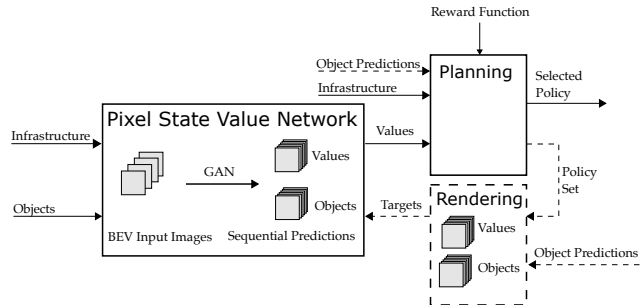 Reward Function
Object Predictions
Infrastructure
Planning
Selected
Policy
Pixel State Value Network
Infrastructure
Values
GAN
Values
Objects
Objects
BEV Input Images
Sequential Predictions
Policy
Set
Targets
Rendering
Values
Objects
Object Predictions